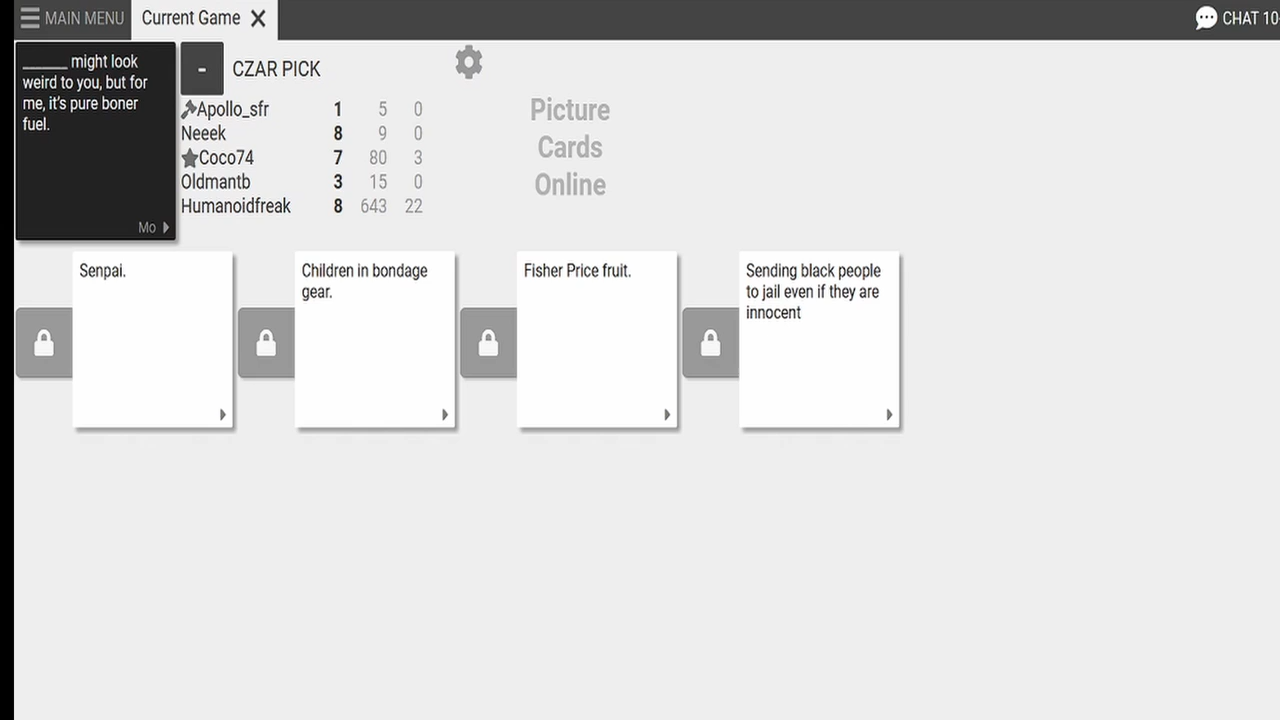 MAIN MENU
Current Game
CHAT 10
______ might look
weird to you, but for
me, it's pure boner
fuel.
Mo
- CZAR PICK
Apollo_sfr 1 5 0
Neeek 8 9 0
Coco74 7 80 3
Oldmantb 3 15 0
Humanoidfreak 8 643 22
Picture
Cards
Online
Senpai.
Children in bondage
gear.
Fisher Price fruit.
Sending black people
to jail even if they are
innocent